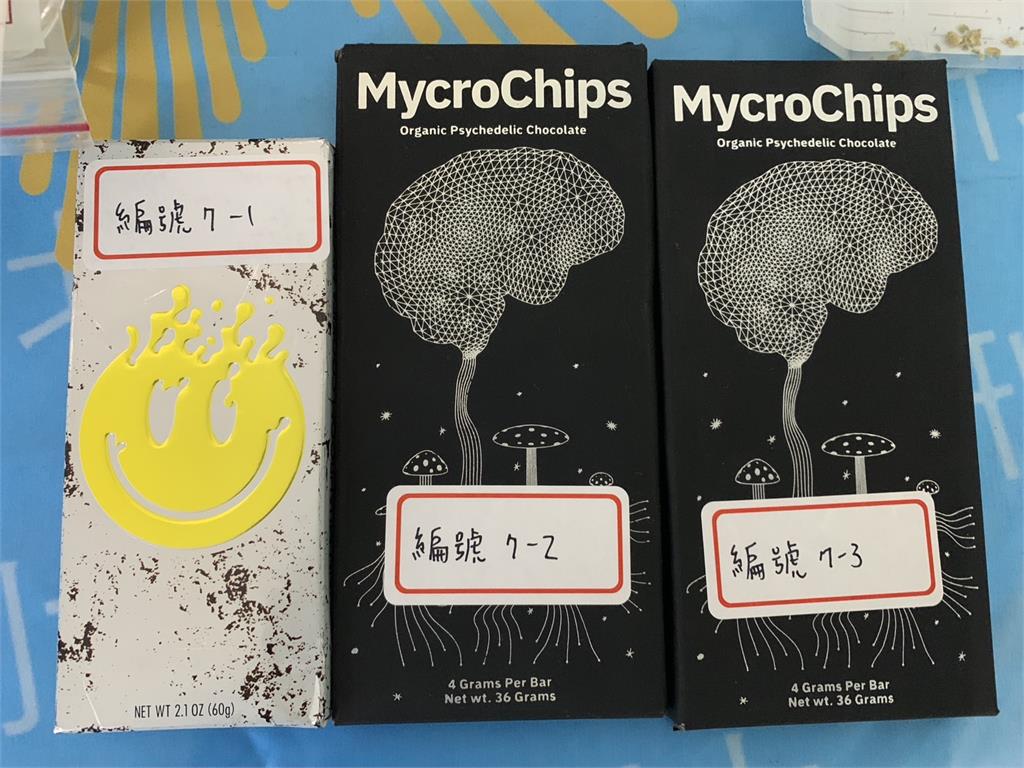 編號 7-1
NET WT 2.1 OZ (60g)
MycroChips
Organic Psychedelic Chocolate
編號 7-2
4 Grams Per Bar
Net wt. 36 Grams
MycroChips
Organic Psychedelic Chocolate
編號 7-3
4 Grams Per Bar
Net wt. 36 Grams